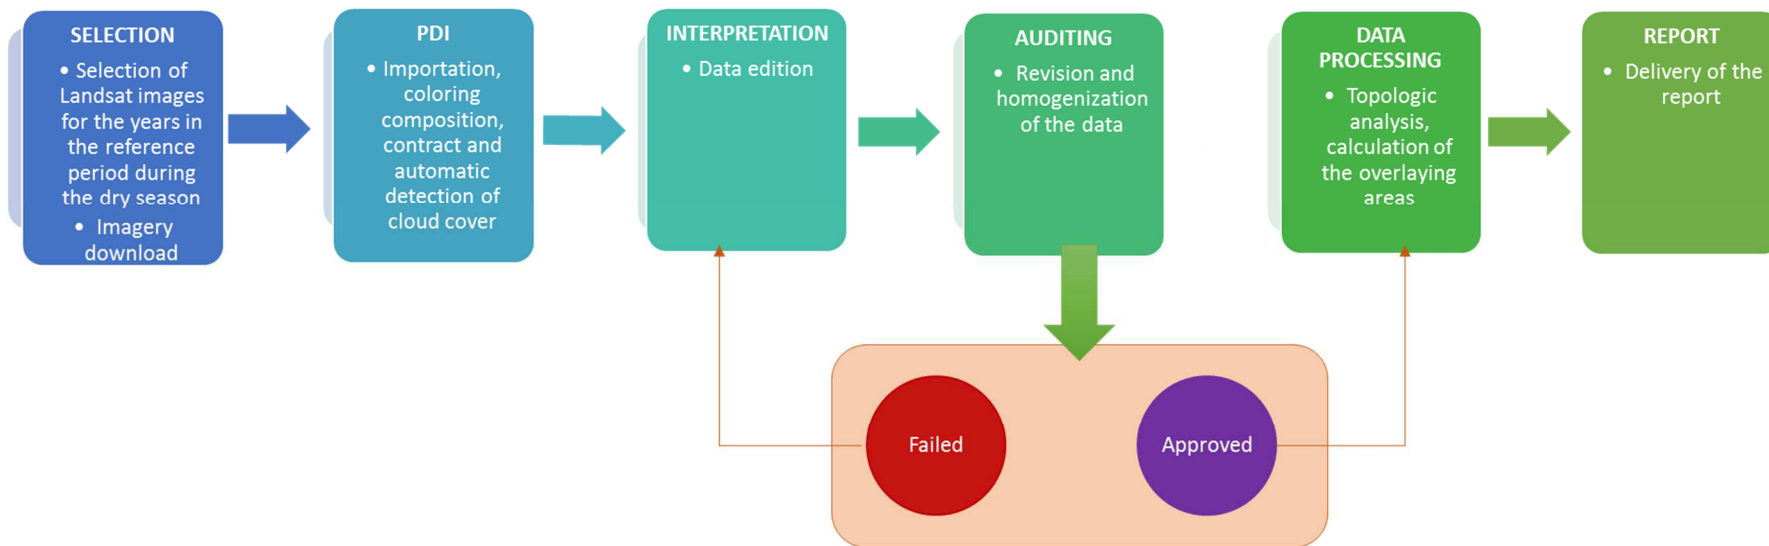 SELECTION
• Selection of
Landsat images
for the years in
the reference
period during
the dry season
• Imagery
download
PDI
• Importation,
coloring
composition,
contract and
automatic
detection of
cloud cover
INTERPRETATION
• Data edition
AUDITING
• Revision and
homogenization
of the data
DATA
PROCESSING
• Topologic
analysis,
calculation of
the overlaying
areas
REPORT
• Delivery of the
report
Failed
Approved